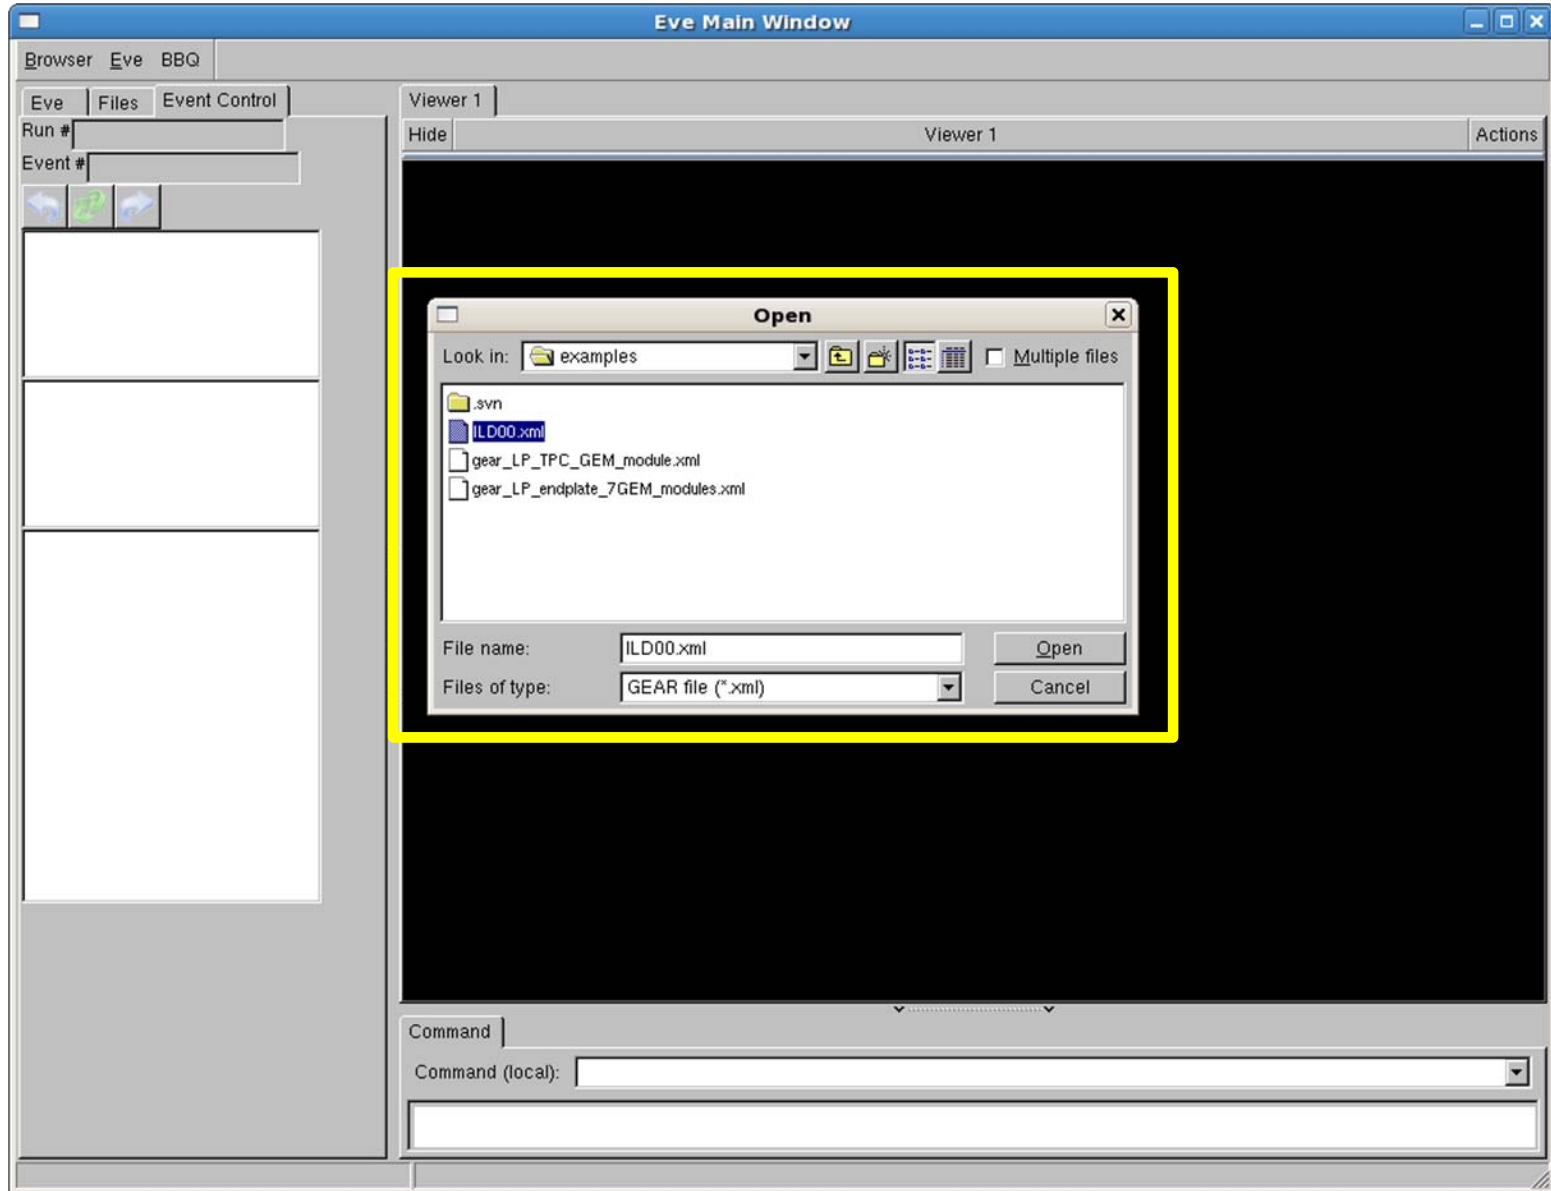 Eve Main Window
Browser Eve BBQ
Eve Files Event Control
Run #
Event #
Viewer 1
Hide Viewer 1 Actions
Open
Look in: examples Multiple files
.svn
ILD00.xml
gear_LP_TPC_GEM_module.xml
gear_LP_endplate_7GEM_modules.xml
File name: ILD00.xml Open
Files of type: GEAR file (*.xml) Cancel
Command
Command (local):